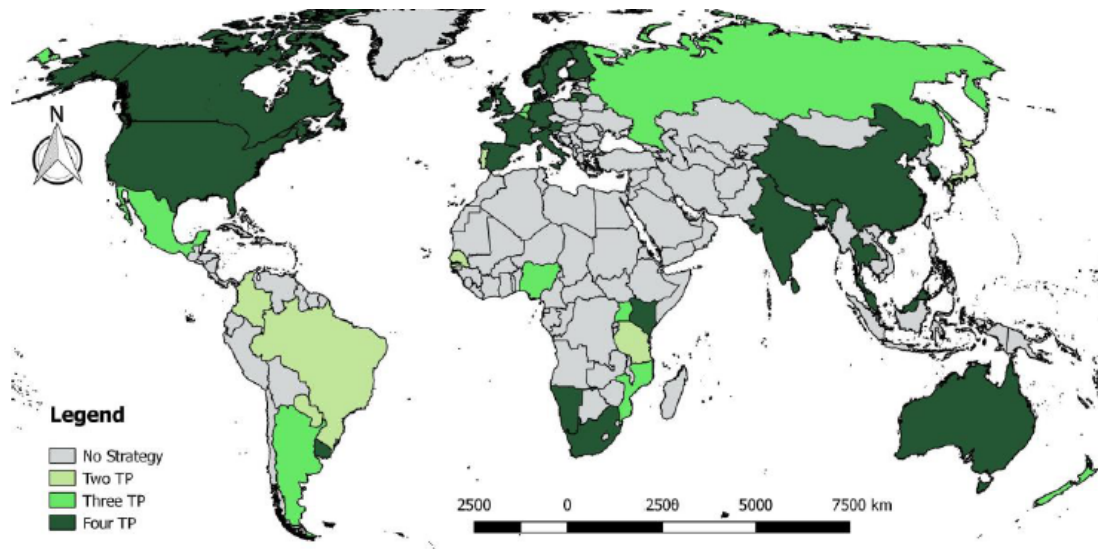 N
Legend
No Strategy
Two TP
Three TP
Four TP
2500 0 2500 5000 7500 km